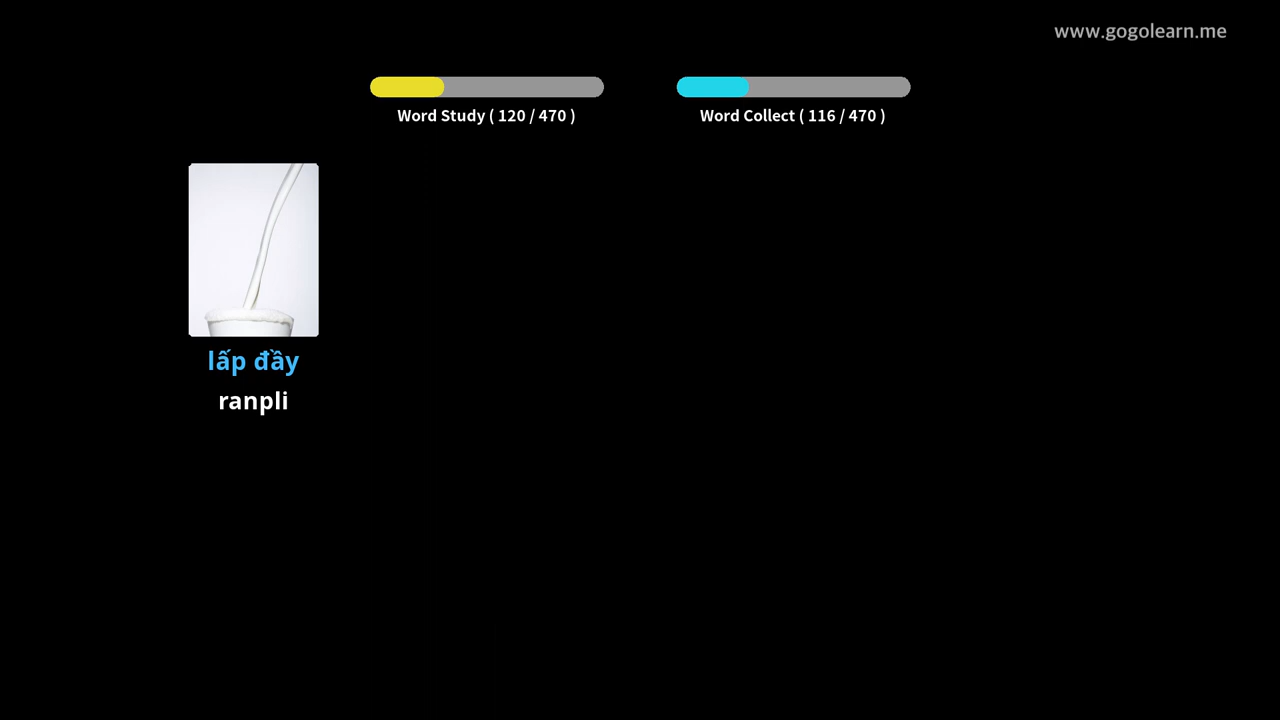 www.gogolearn.me
Word Study ( 120 / 470 )
Word Collect ( 116 / 470 )
lấp đầy
ranpli